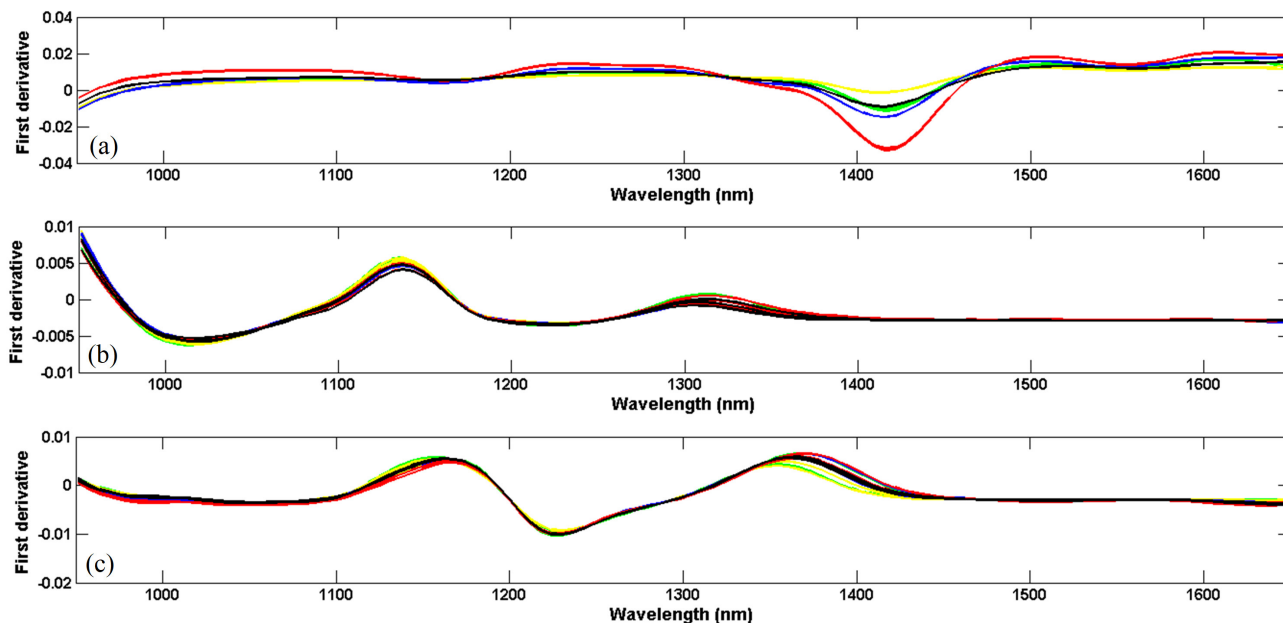 0.04
0.02
0
-0.02
-0.04
First derivative
(a)
1000 1100 1200 1300 1400 1500 1600
Wavelength (nm)
0.01
0.005
0
-0.005
-0.01
First derivative
(b)
1000 1100 1200 1300 1400 1500 1600
Wavelength (nm)
0.01
0
-0.01
-0.02
First derivative
(c)
1000 1100 1200 1300 1400 1500 1600
Wavelength (nm)